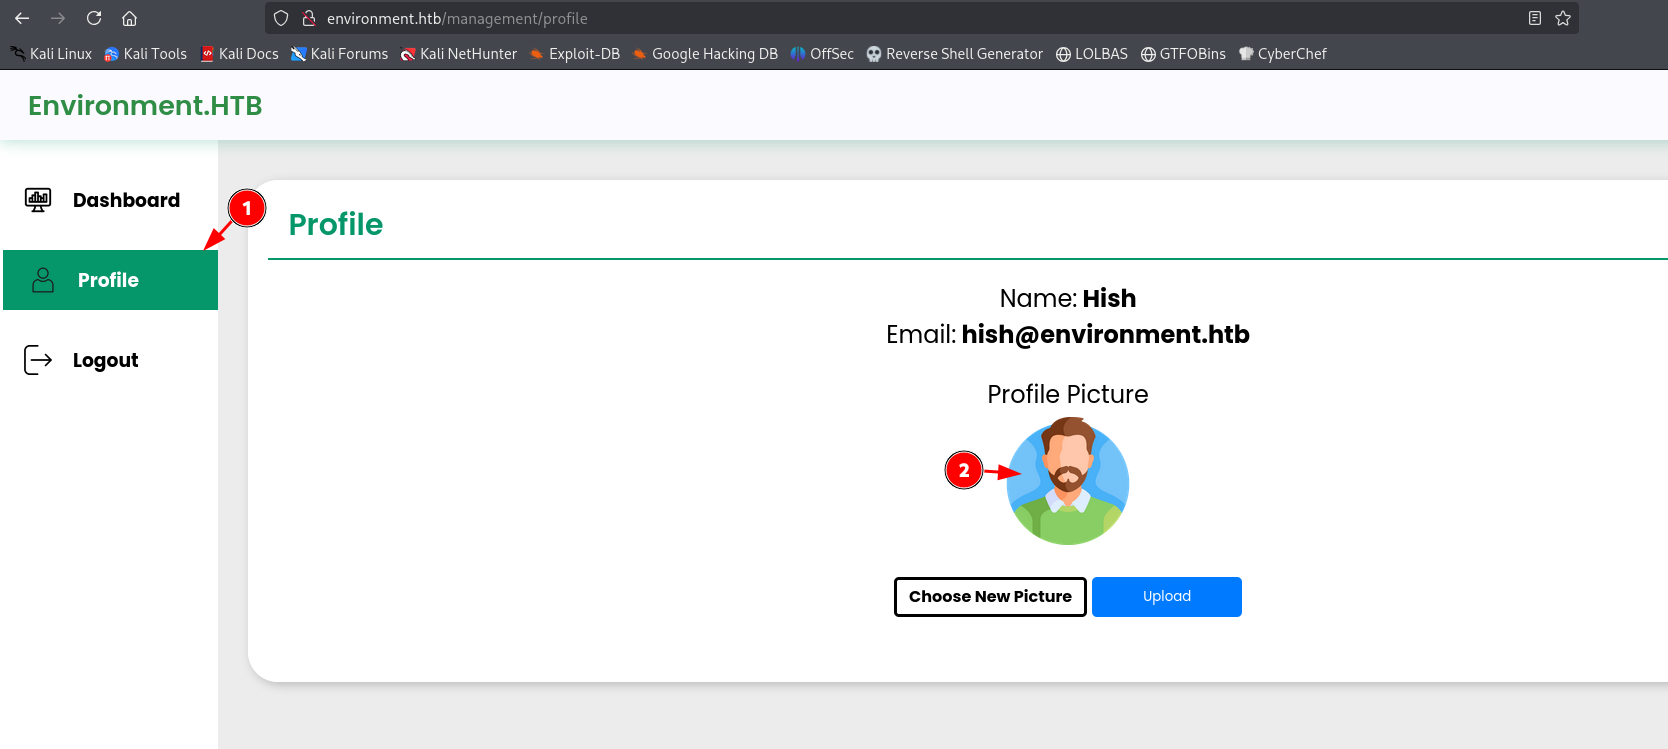 environment.htb/management/profile
Kali Linux Kali Tools Kali Docs Kali Forums Kali NetHunter Exploit-DB Google Hacking DB OffSec Reverse Shell Generator LOLBAS GTFOBins CyberChef
Environment.HTB
Dashboard
1
Profile
Profile
Logout
Name: Hish
Email: hish@environment.htb
Profile Picture
2
Choose New Picture Upload